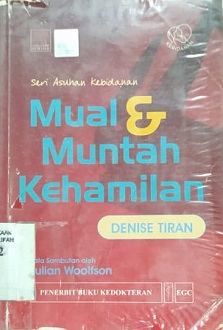 Seri Asuhan Kebidanan
Mual &
Muntah
Kehamilan
DENISE TIRAN
Kata Sambutan oleh
Julian Woolfson
PENERBIT BUKU KEDOKTERAN
EGC